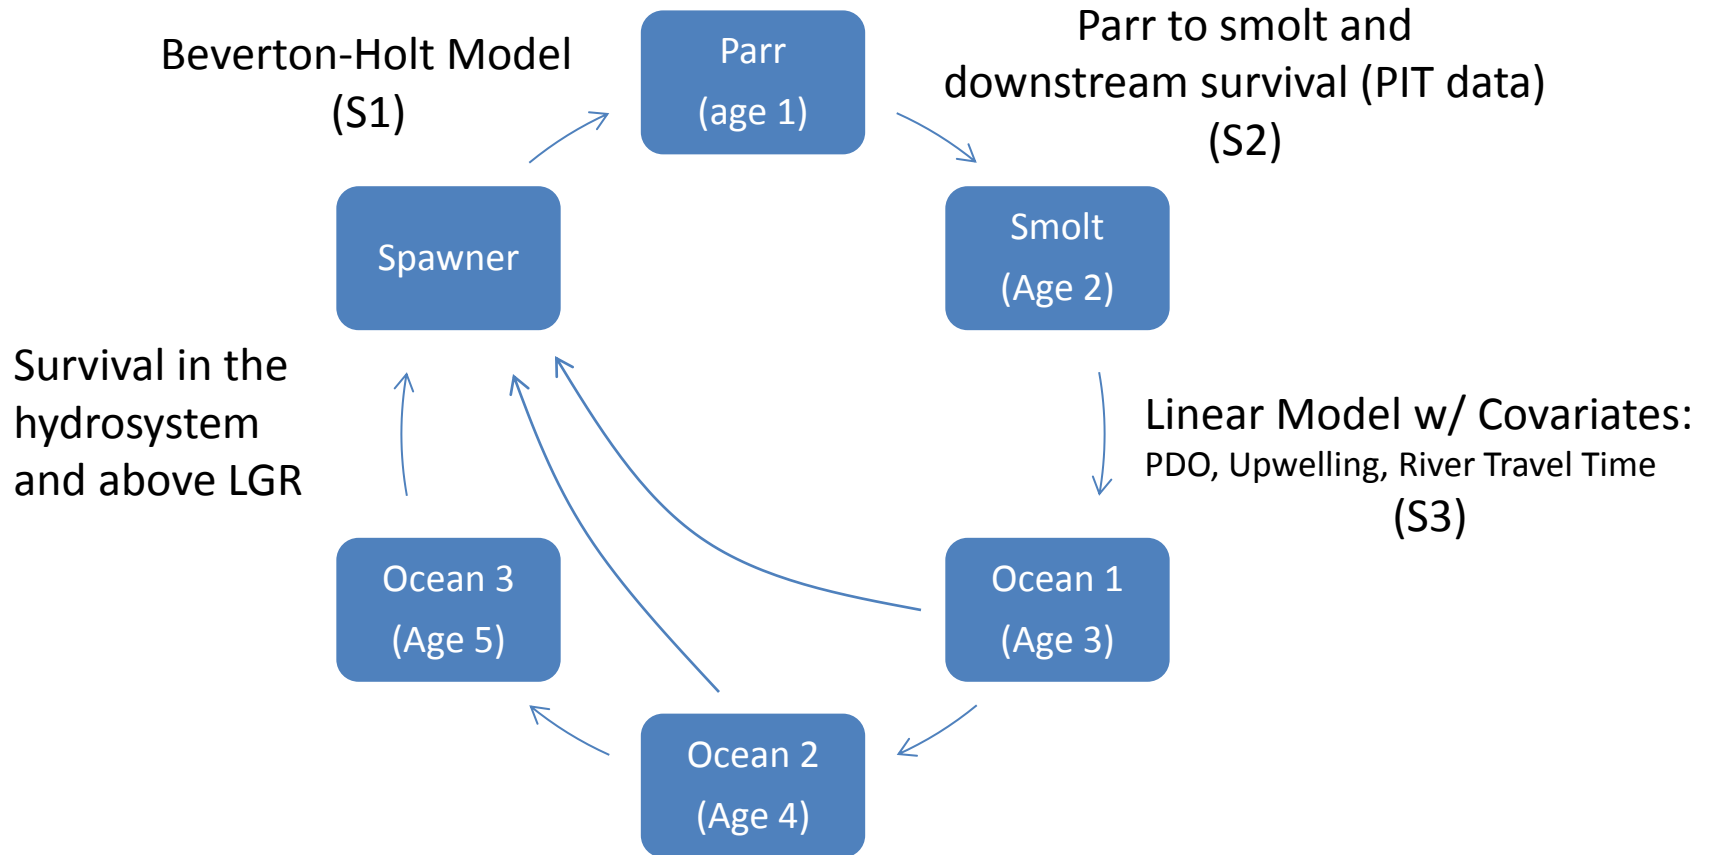 Beverton-Holt Model
(S1)
Parr
(age 1)
Parr to smolt and
downstream survival (PIT data)
(S2)
Spawner
Smolt
(Age 2)
Survival in the
hydrosystem
and above LGR
Linear Model w/ Covariates:
PDO, Upwelling, River Travel Time
(S3)
Ocean 3
(Age 5)
Ocean 1
(Age 3)
Ocean 2
(Age 4)